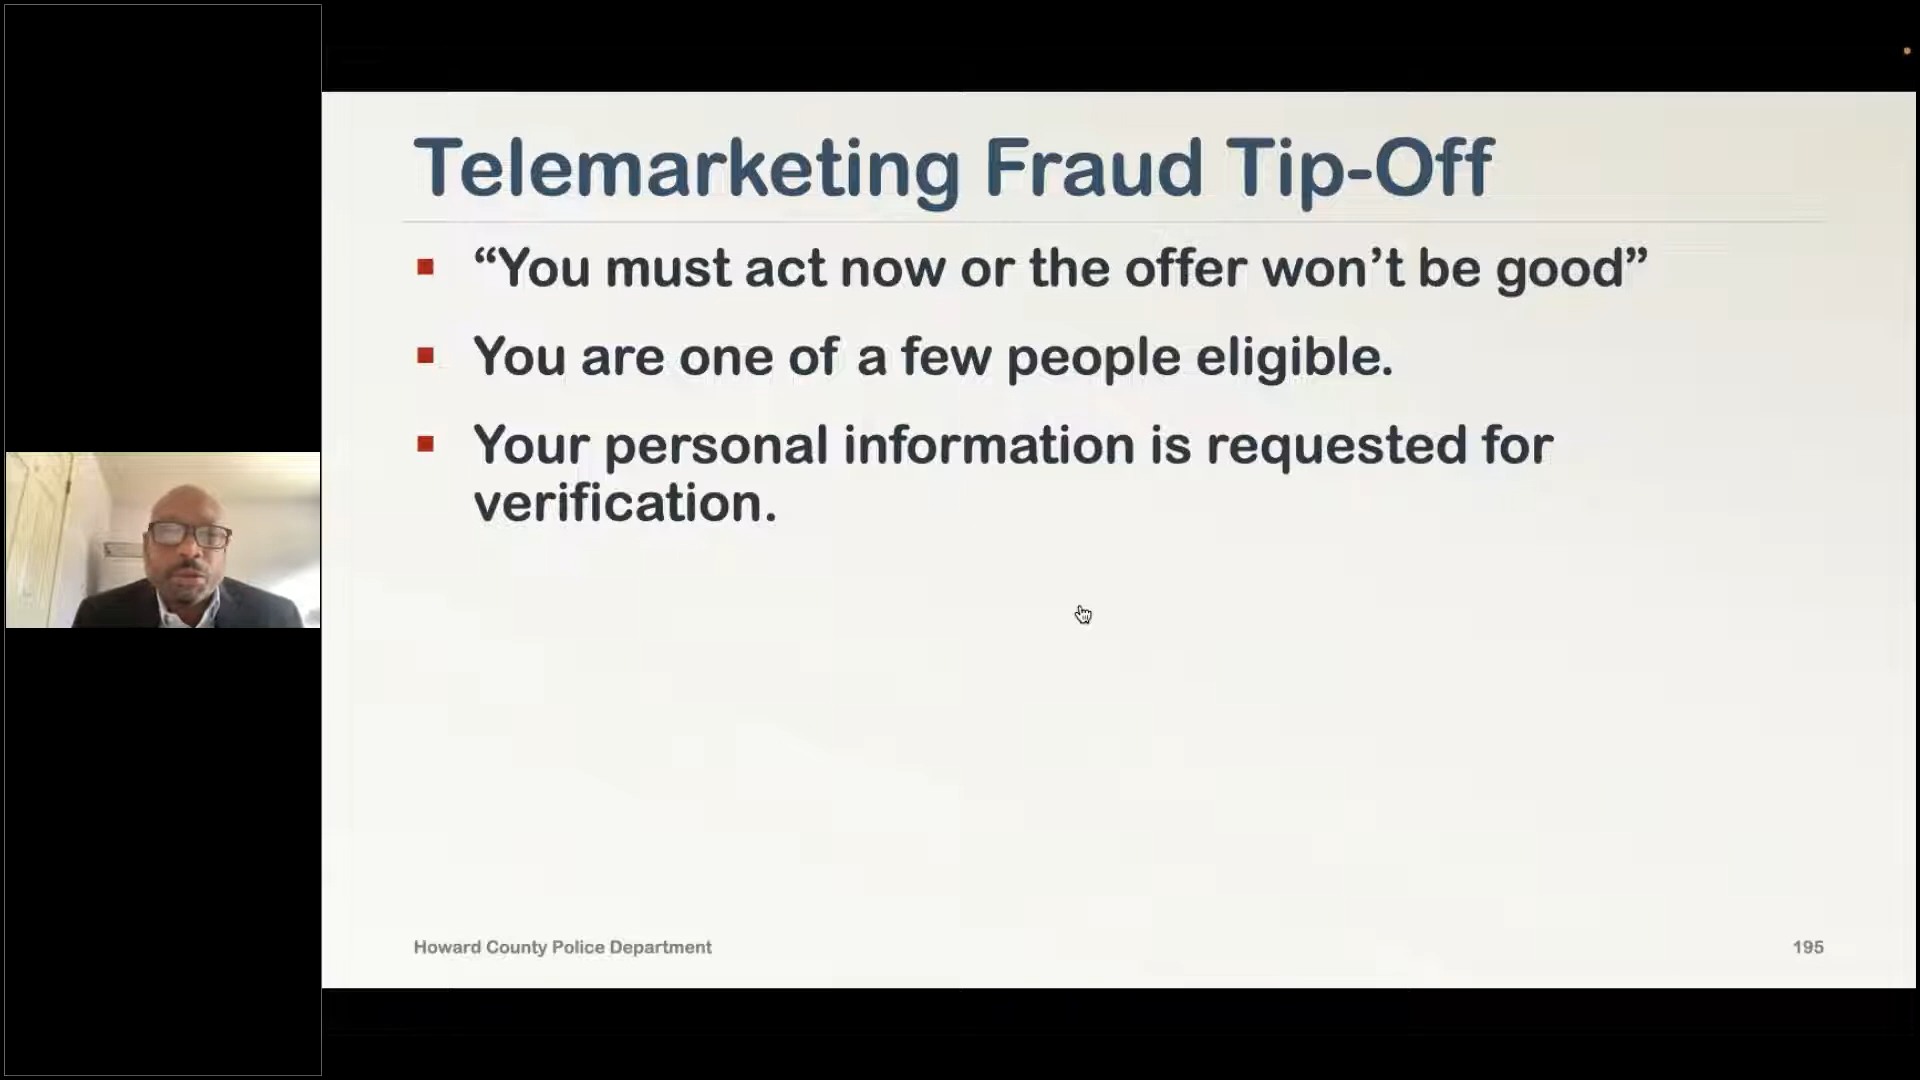 Telemarketing Fraud Tip-Off
“You must act now or the offer won’t be good”
You are one of a few people eligible.
Your personal information is requested for
verification.
Howard County Police Department
195